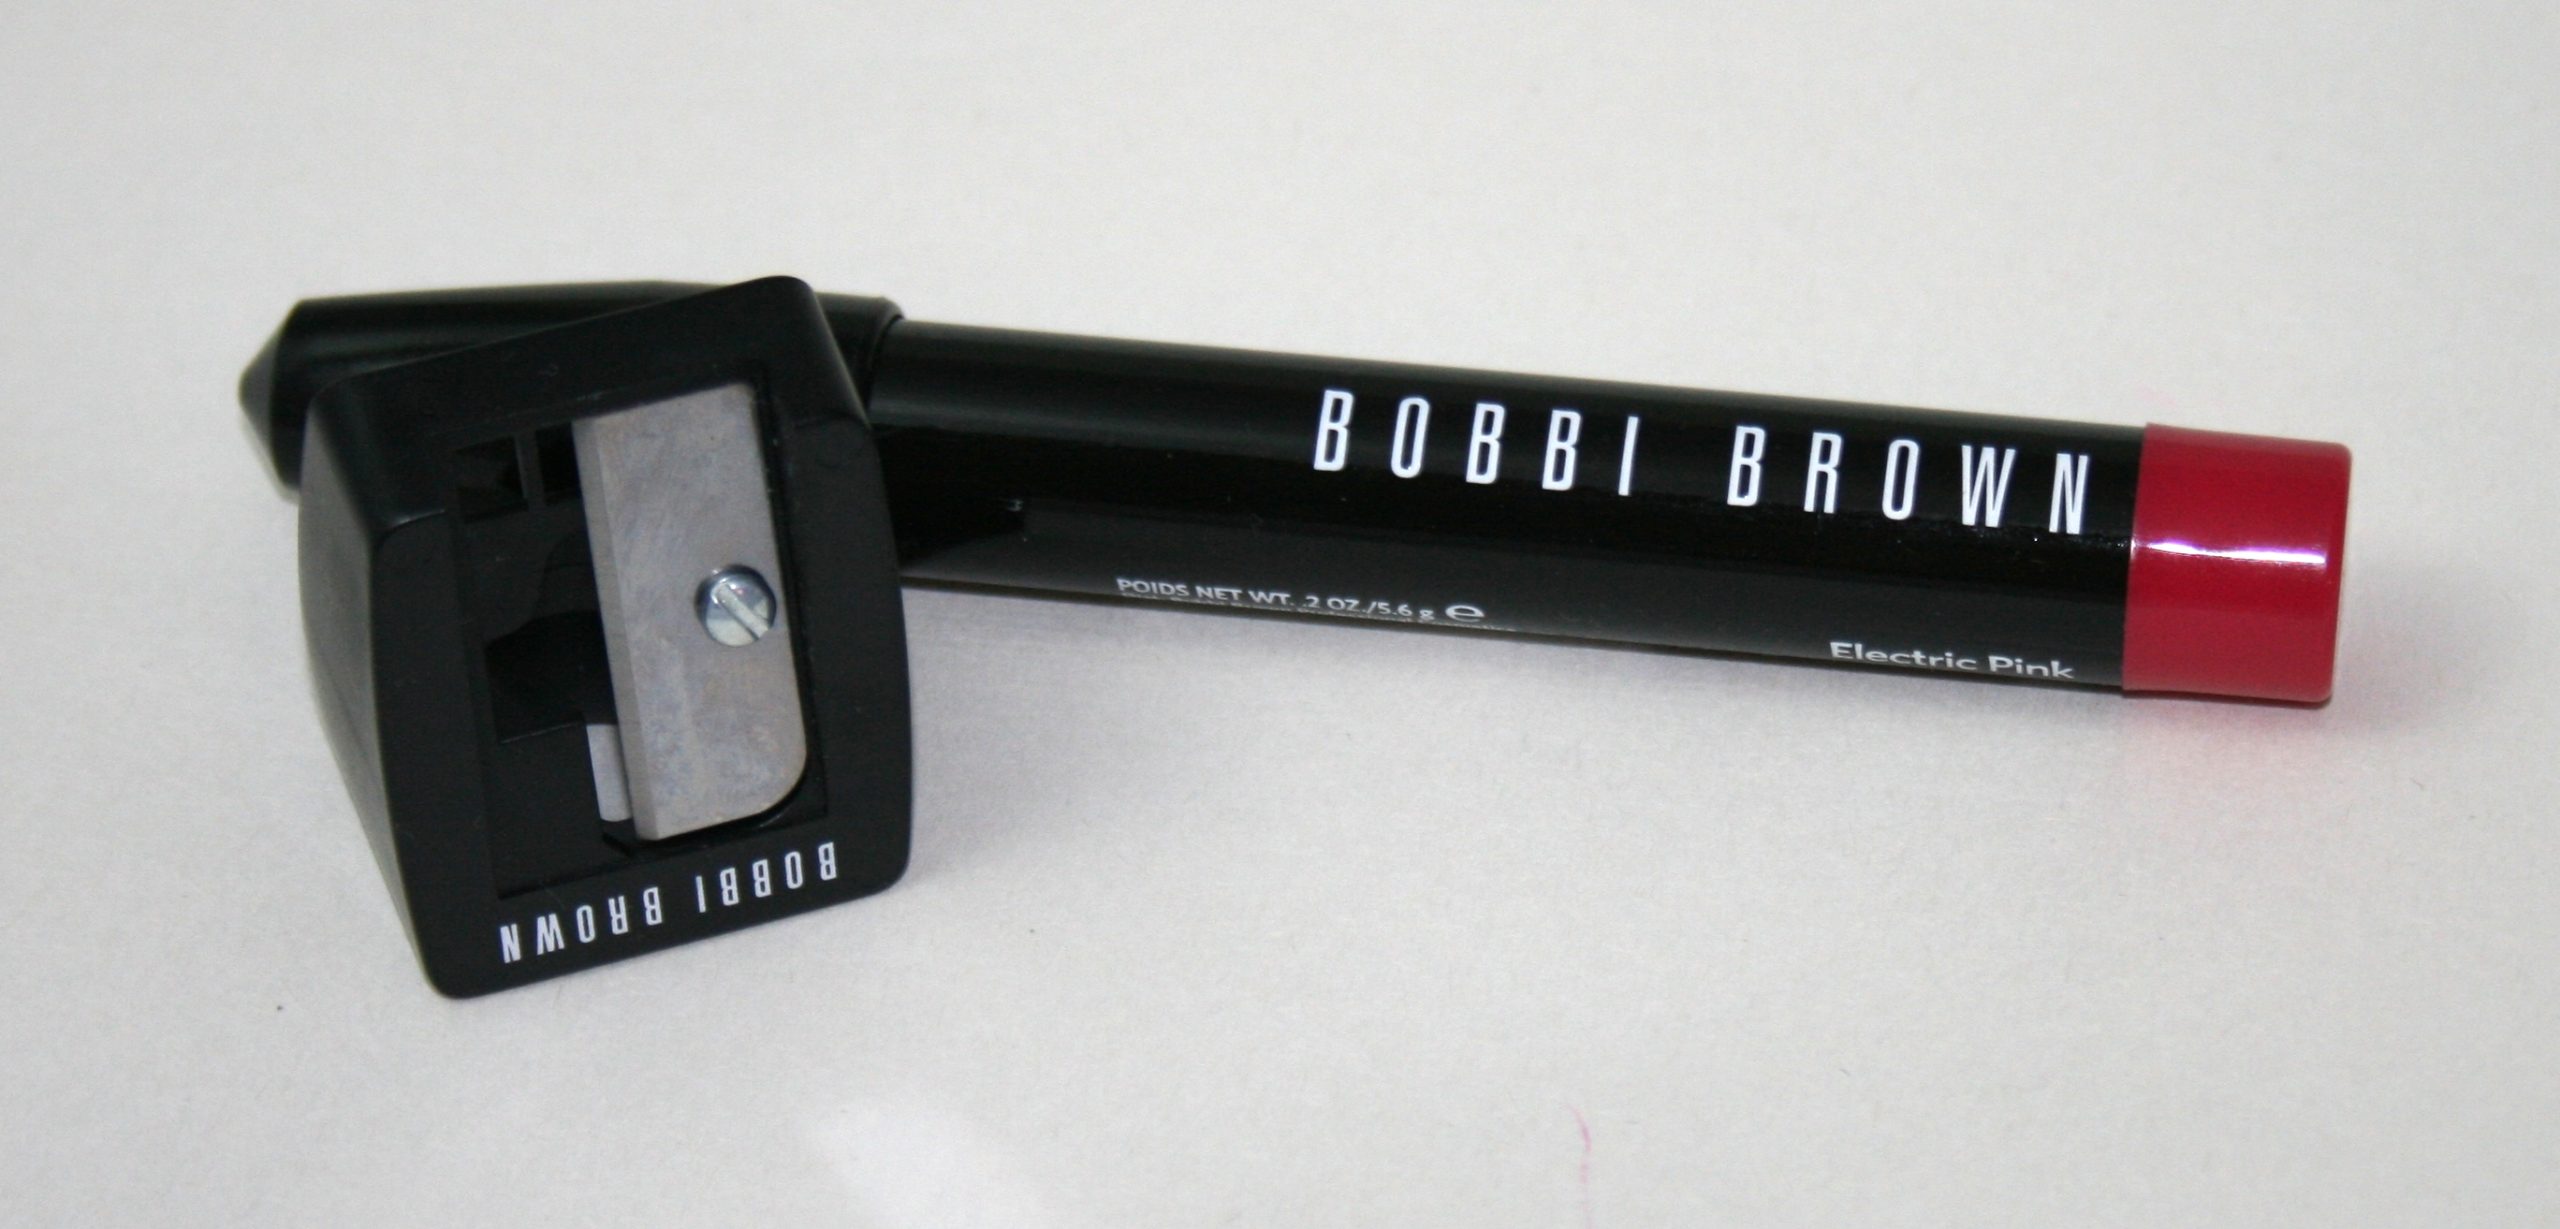 BOBBI BROWN
POIDS NET WT. .2 OZ./5.6 g ℮
Electric Pink
BOBBI BROWN